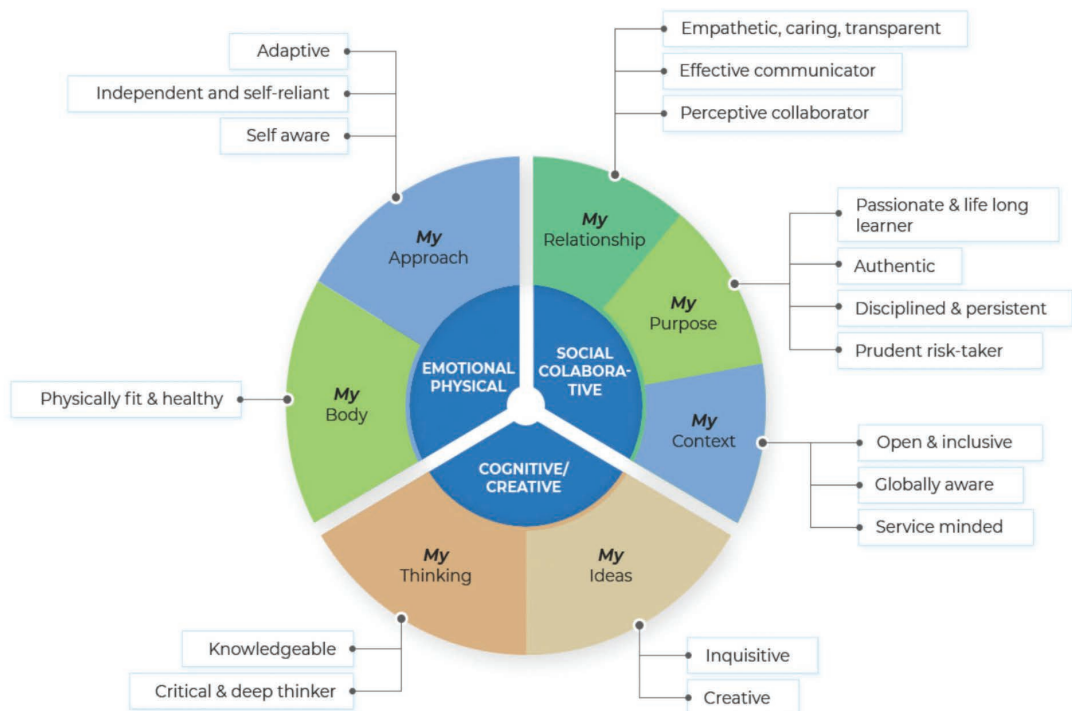 Adaptive
Independent and self-reliant
Self aware
Empathetic, caring, transparent
Effective communicator
Perceptive collaborator
My
Approach
My
Relationship
Passionate & life long
learner
Authentic
Disciplined & persistent
Prudent risk-taker
My
Purpose
EMOTIONAL
PHYSICAL
SOCIAL
COLABORA-
TIVE
Physically fit & healthy
My
Body
My
Context
Open & inclusive
Globally aware
Service minded
COGNITIVE/
CREATIVE
My
Thinking
My
Ideas
Knowledgeable
Critical & deep thinker
Inquisitive
Creative